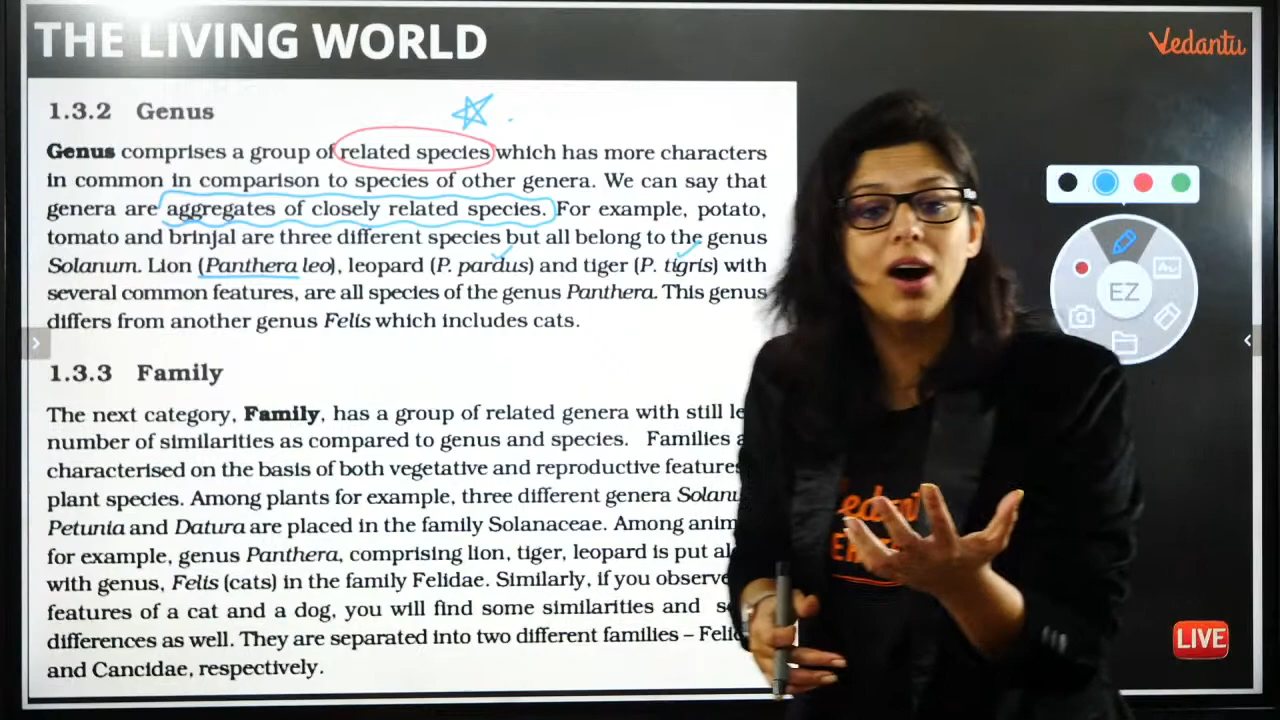 THE LIVING WORLD
Vedantu
1.3.2 Genus
Genus comprises a group of related species which has more characters
in common in comparison to species of other genera. We can say that
genera are aggregates of closely related species. For example, potato,
tomato and brinjal are three different species but all belong to the genus
Solanum. Lion (Panthera leo), leopard (P. pardus) and tiger (P. tigris) with
several common features, are all species of the genus Panthera. This genus
differs from another genus Felis which includes cats.
EZ
1.3.3 Family
The next category, Family, has a group of related genera with still le
number of similarities as compared to genus and species. Families a
characterised on the basis of both vegetative and reproductive features
plant species. Among plants for example, three different genera Solanu
Petunia and Datura are placed in the family Solanaceae. Among anim
for example, genus Panthera, comprising lion, tiger, leopard is put al
with genus, Felis (cats) in the family Felidae. Similarly, if you observe
features of a cat and a dog, you will find some similarities and s
differences as well. They are separated into two different families – Feli
and Cancidae, respectively.
LIVE